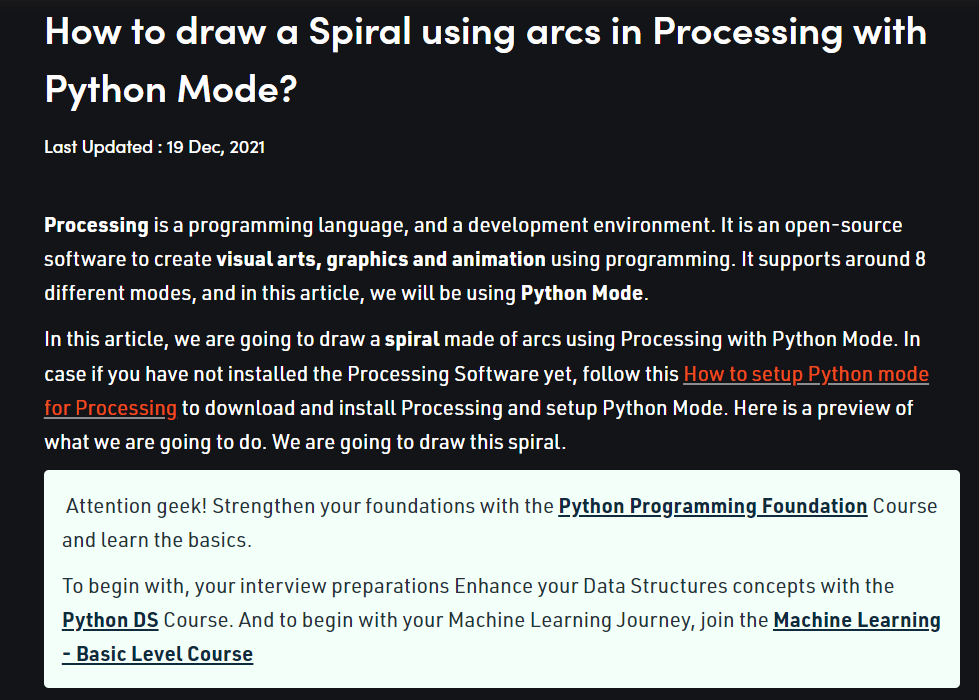 How to draw a Spiral using arcs in Processing with
Python Mode?
Last Updated : 19 Dec, 2021
Processing is a programming language, and a development environment. It is an open-source
software to create visual arts, graphics and animation using programming. It supports around 8
different modes, and in this article, we will be using Python Mode.
In this article, we are going to draw a spiral made of arcs using Processing with Python Mode. In
case if you have not installed the Processing Software yet, follow this How to setup Python mode
for Processing to download and install Processing and setup Python Mode. Here is a preview of
what we are going to do. We are going to draw this spiral.
Attention geek! Strengthen your foundations with the Python Programming Foundation Course
and learn the basics.
To begin with, your interview preparations Enhance your Data Structures concepts with the
Python DS Course. And to begin with your Machine Learning Journey, join the Machine Learning
- Basic Level Course